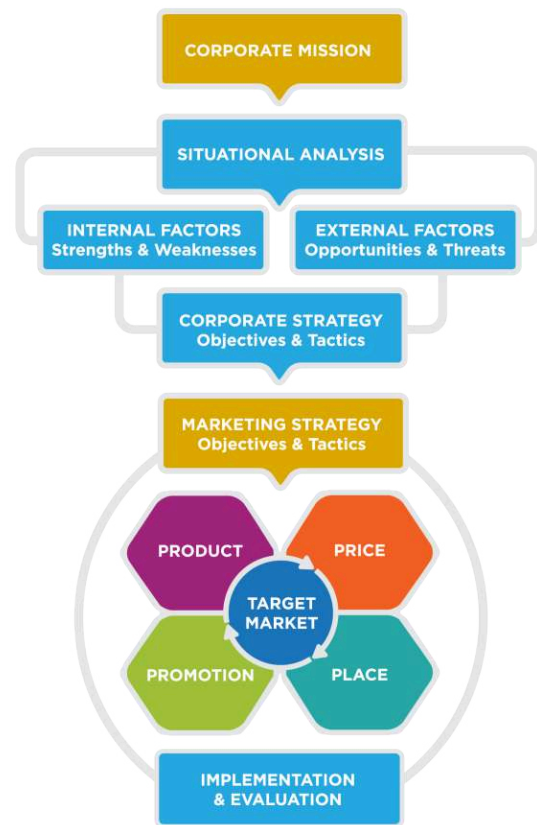 CORPORATE MISSION
SITUATIONAL ANALYSIS
INTERNAL FACTORS
Strengths & Weaknesses
EXTERNAL FACTORS
Opportunities & Threats
CORPORATE STRATEGY
Objectives & Tactics
MARKETING STRATEGY
Objectives & Tactics
PRODUCT
PRICE
TARGET
MARKET
PROMOTION
PLACE
IMPLEMENTATION
& EVALUATION